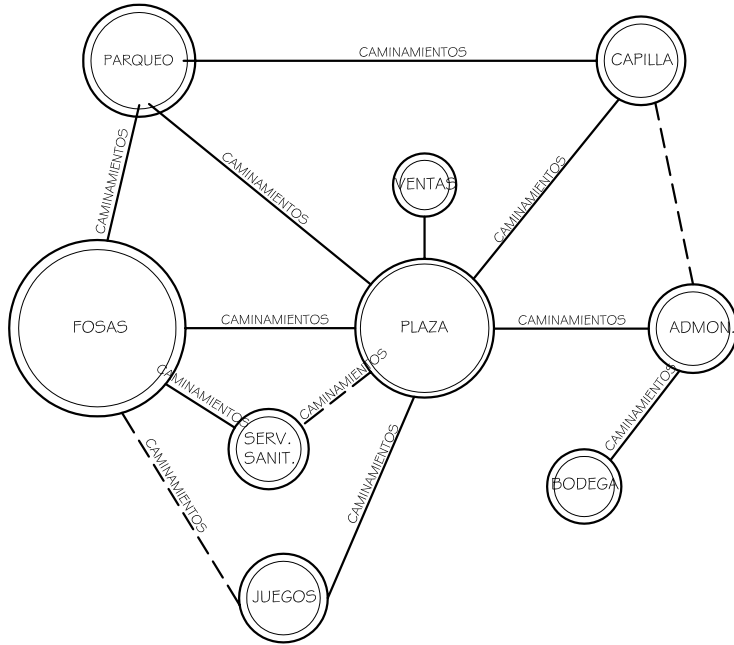 CAMINAMIENTOS
PARQUEO
CAPILLA
CAMINAMIENTOS
CAMINAMIENTOS
CAMINAMIENTOS
VENTAS
CAMINAMIENTOS
CAMINAMIENTOS
FOSAS
PLAZA
ADMON.
CAMINAMIENTOS
CAMINAMIENTOS
CAMINAMIENTOS
SERV.
SANIT.
CAMINAMIENTOS
BODEGA
CAMINAMIENTOS
CAMINAMIENTOS
JUEGOS